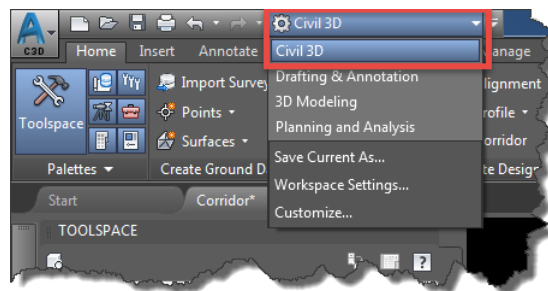 Civil 3D
C3D Home Insert Annotate anage
Civil 3D
Drafting & Annotation
3D Modeling
Planning and Analysis
Save Current As...
Workspace Settings...
Customize...
Toolspace
Import Survey
Points
Surfaces
lignment
rofile
orridor
Palettes Create Ground D te Design
Start Corridor*
TOOLSPACE
?